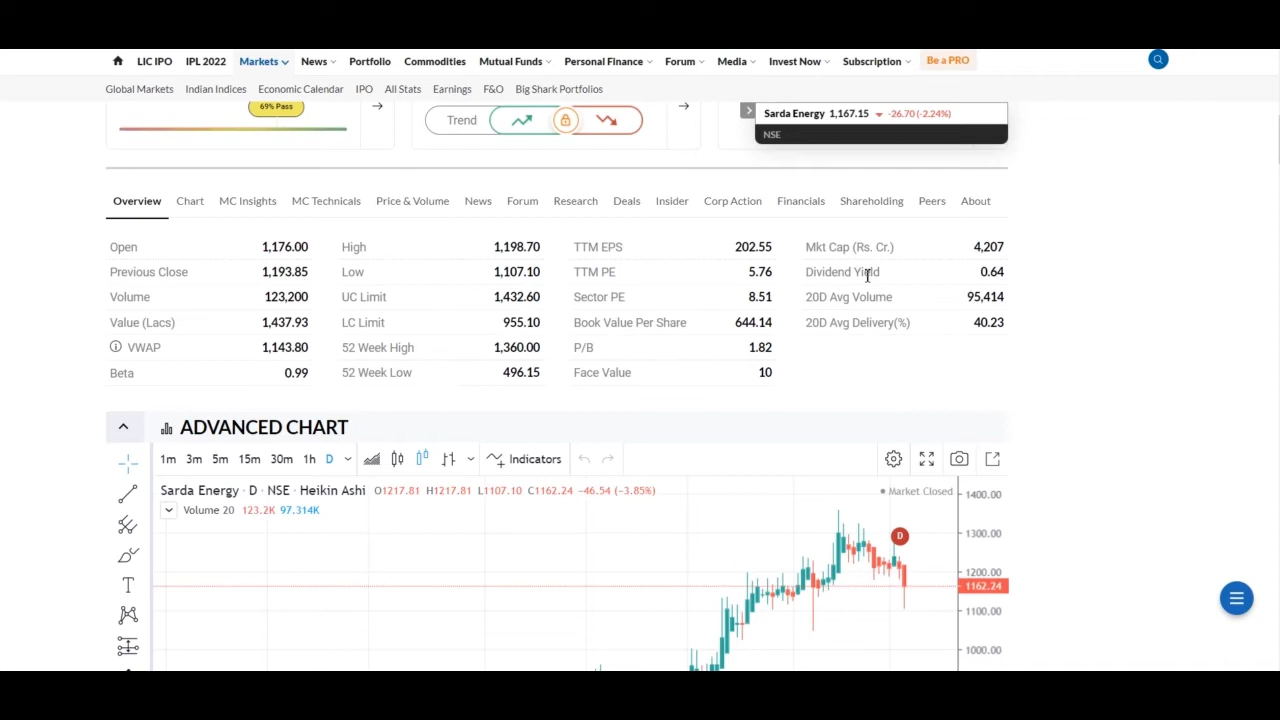 LIC IPO IPL 2022 Markets News Portfolio Commodities Mutual Funds Personal Finance Forum Media Invest Now Subscription Be a PRO
Global Markets Indian Indices Economic Calendar IPO All Stats Earnings F&O Big Shark Portfolios
69% Pass
Trend
Sarda Energy 1,167.15 -26.70 (-2.24%)
NSE
Overview Chart MC Insights MC Technicals Price & Volume News Forum Research Deals Insider Corp Action Financials Shareholding Peers About
Open 1,176.00 High 1,198.70 TTM EPS 202.55 Mkt Cap (Rs. Cr.) 4,207
Previous Close 1,193.85 Low 1,107.10 TTM PE 5.76 Dividend Yield 0.64
Volume 123,200 UC Limit 1,432.60 Sector PE 8.51 20D Avg Volume 95,414
Value (Lacs) 1,437.93 LC Limit 955.10 Book Value Per Share 644.14 20D Avg Delivery(%) 40.23
VWAP 1,143.80 52 Week High 1,360.00 P/B 1.82
Beta 0.99 52 Week Low 496.15 Face Value 10
ADVANCED CHART
1m 3m 5m 15m 30m 1h D Indicators
Sarda Energy · D · NSE · Heikin Ashi O1217.81 H1217.81 L1107.10 C1162.24 -46.54 (-3.85%) Market Closed 1400.00
Volume 20 123.2K 97.314K
D 1300.00
1200.00
1162.24
1100.00
T
1000.00